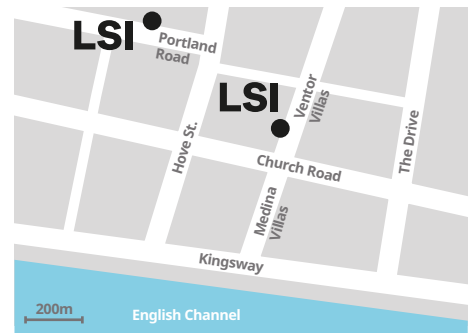 LSI
Portland
Road
LSI
Ventor
Villas
Hove St.
The Drive
Church Road
Medina
Villas
Kingsway
200m
English Channel